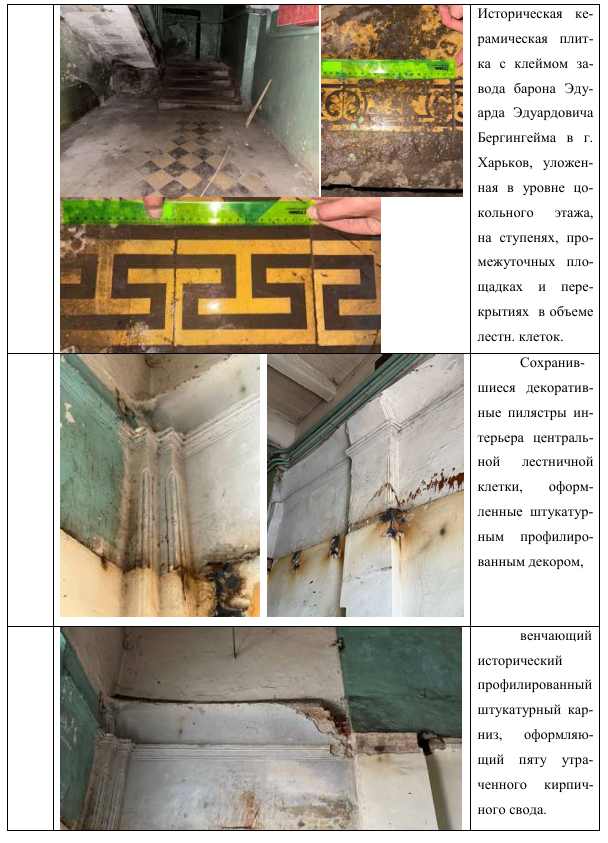 Историческая ке-
рамическая плит-
ка с клеймом за-
вода барона Эду-
арда Эдуардовича
Бергингейма в г.
Харьков, уложен-
ная в уровне цо-
кольного этажа,
на ступенях, про-
межуточных пло-
щадках и пере-
крытиях в объеме
лестн. клеток.
Сохранив-
шиеся декоратив-
ные пилястры ин-
терьера централь-
ной лестничной
клетки, оформ-
ленные штукатур-
ным профилиро-
ванным декором,
венчающий
исторический
профилированный
штукатурный кар-
низ, оформляю-
щий пяту утра-
ченного кирпич-
ного свода.